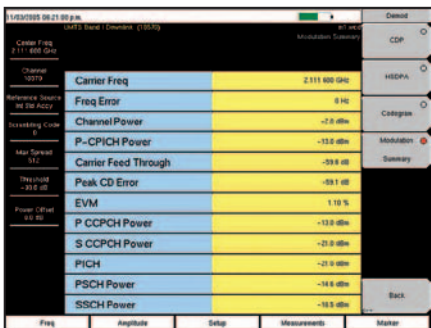 11/03/2005 06:21:00 p.m.
Demod
UMTS Band I Downlink (10570)
Modulation Summary
CDP
Center Freq
2.111 600 GHz
Channel
HSDPA
Reference Source
Int Std Accy
Codogram
Scrambling Code
0
Modulation
Summary
Max Spread
512
Threshold
-30.0 dB
Power Offset
0.0 dB
Carrier Freq 2.111 600 GHz
Freq Error 0 Hz
Channel Power -2.0 dBm
P-CPICH Power -13.0 dBm
Carrier Feed Through -59.8 dB
Peak CD Error -59.1 dB
EVM 1.10 %
P CCPCH Power -13.0 dBm
S CCPCH Power -21.0 dBm
PICH -21.0 dBm
PSCH Power -14.6 dBm
SSCH Power -18.5 dBm
Back
Freq Amplitude Setup Measurements Marker